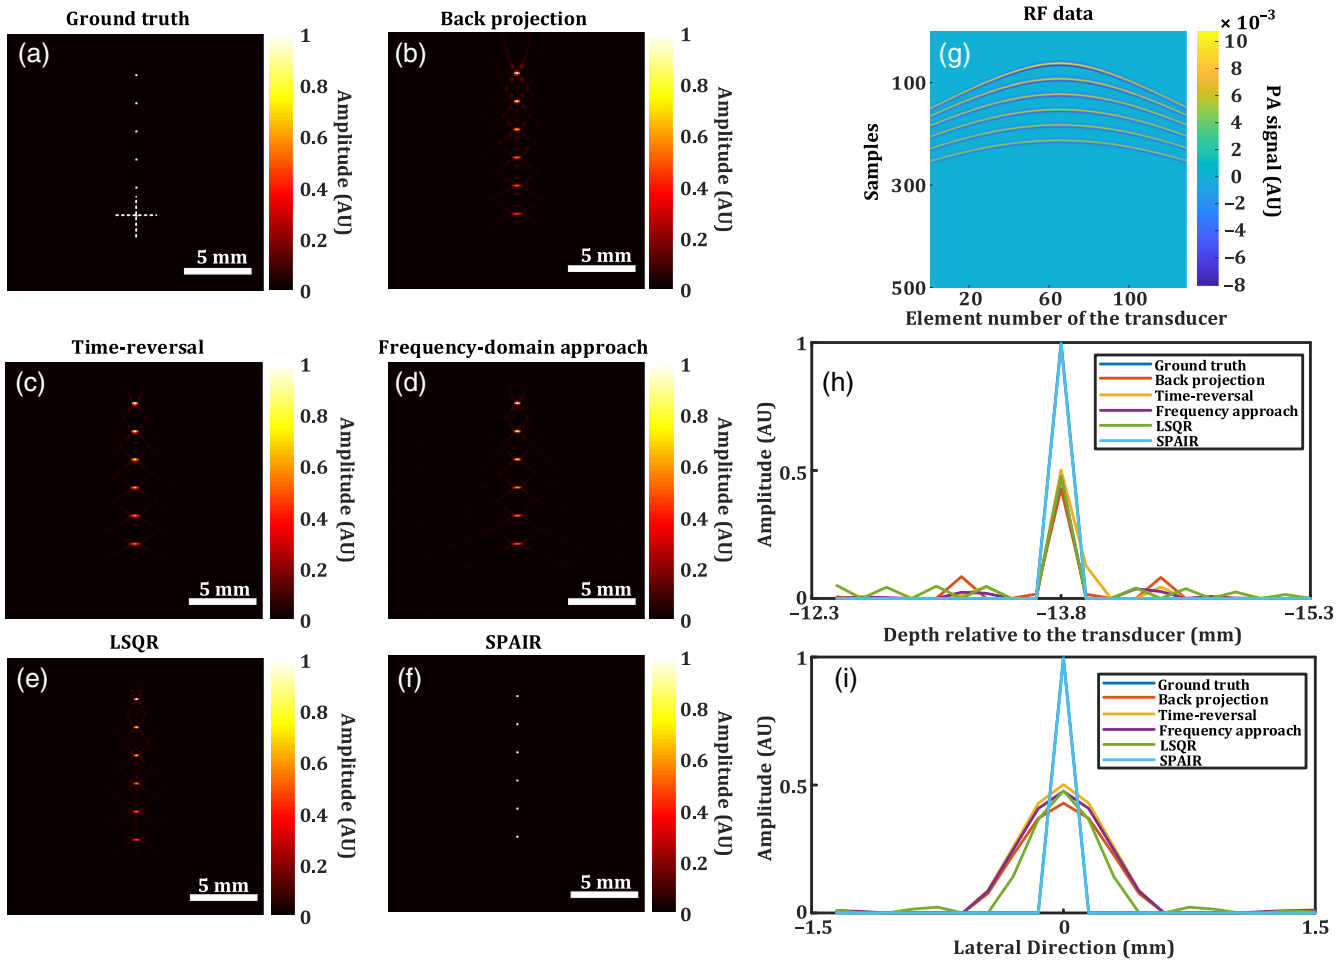 Ground truth
(a)
1
0.8
0.6
0.4
0.2
0
Amplitude (AU)
5 mm
Back projection
(b)
1
0.8
0.6
0.4
0.2
0
Amplitude (AU)
5 mm
RF data
(g)
× 10⁻³
100
300
500
Samples
20
60
100
Element number of the transducer
10
8
6
4
2
0
−2
−4
−6
−8
PA signal (AU)
Time-reversal
(c)
1
0.8
0.6
0.4
0.2
0
Amplitude (AU)
5 mm
Frequency-domain approach
(d)
1
0.8
0.6
0.4
0.2
0
Amplitude (AU)
5 mm
(h)
1
0.5
0
Amplitude (AU)
Ground truth
Back projection
Time-reversal
Frequency approach
LSQR
SPAIR
−12.3
−13.8
−15.3
Depth relative to the transducer (mm)
LSQR
(e)
1
0.8
0.6
0.4
0.2
0
Amplitude (AU)
5 mm
SPAIR
(f)
1
0.8
0.6
0.4
0.2
0
Amplitude (AU)
5 mm
(i)
1
0.5
0
Amplitude (AU)
Ground truth
Back projection
Time-reversal
Frequency approach
LSQR
SPAIR
−1.5
0
1.5
Lateral Direction (mm)